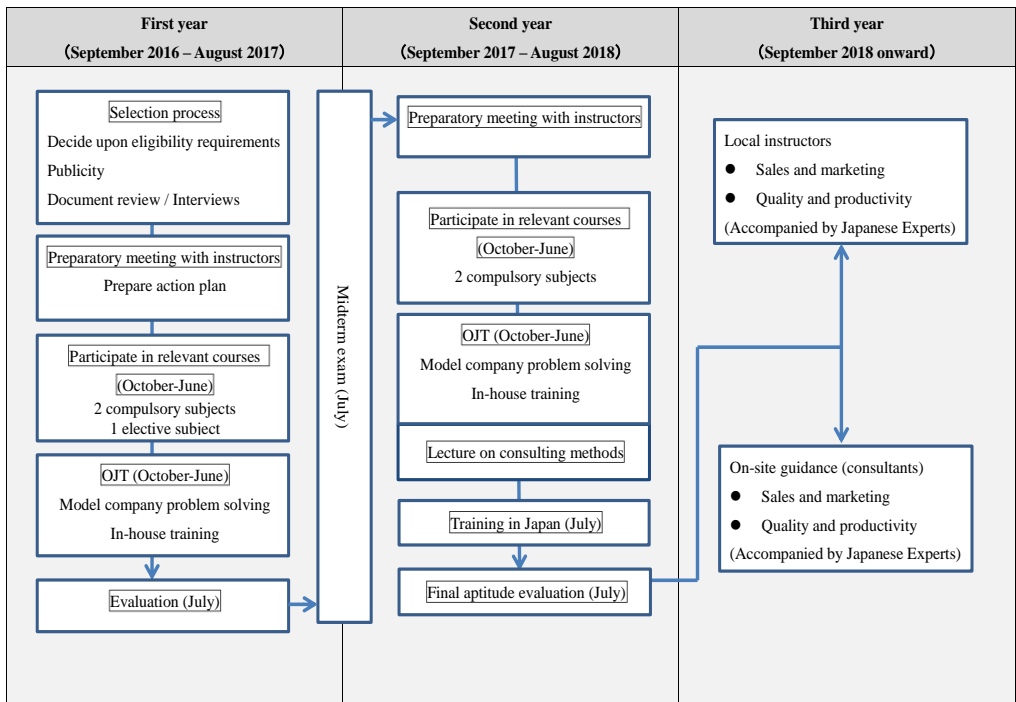 First year
（September 2016 – August 2017）
Second year
（September 2017 – August 2018）
Third year
（September 2018 onward）
Selection process
Decide upon eligibility requirements
Publicity
Document review / Interviews
Preparatory meeting with instructors
Prepare action plan
Participate in relevant courses
(October-June)
2 compulsory subjects
1 elective subject
OJT (October-June)
Model company problem solving
In-house training
Evaluation (July)
Midterm exam (July)
Preparatory meeting with instructors
Participate in relevant courses
(October-June)
2 compulsory subjects
OJT (October-June)
Model company problem solving
In-house training
Lecture on consulting methods
Training in Japan (July)
Final aptitude evaluation (July)
Local instructors
● Sales and marketing
● Quality and productivity
(Accompanied by Japanese Experts)
On-site guidance (consultants)
● Sales and marketing
● Quality and productivity
(Accompanied by Japanese Experts)